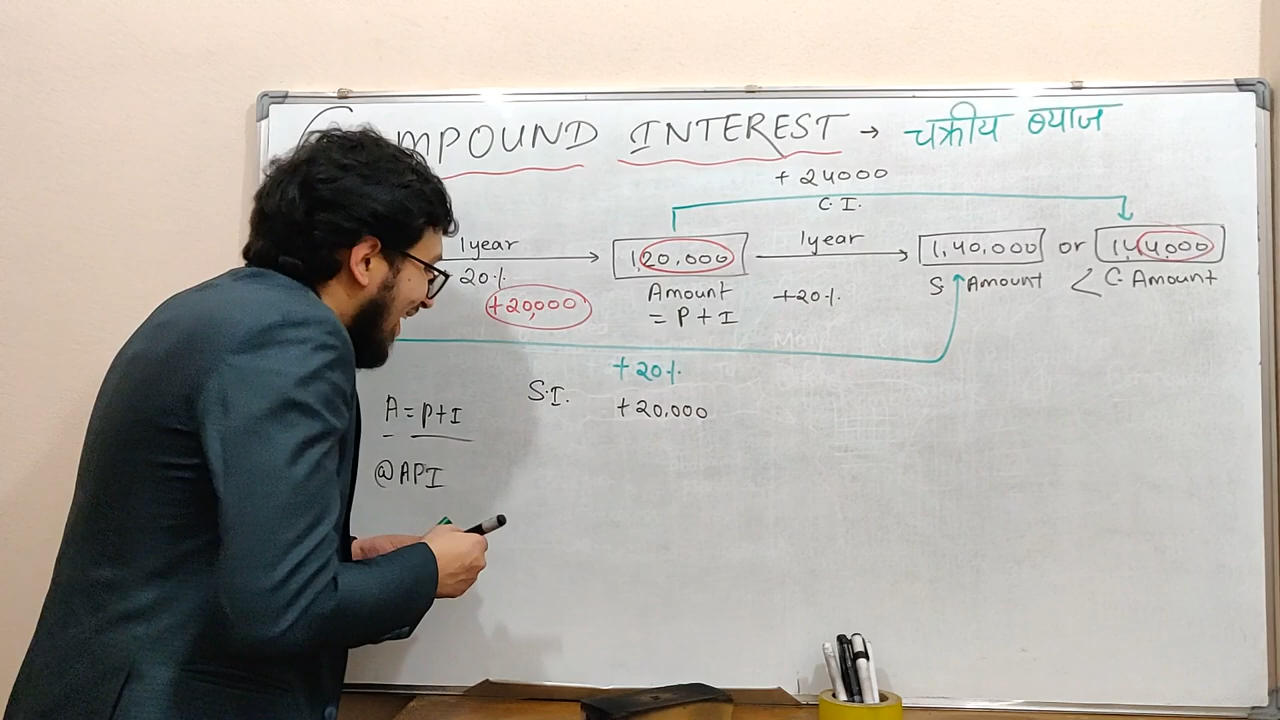 MPOUND INTEREST → चक्रीय ब्याज
+ 24000
C.I.
1year
20%
+20,000
1,20,000
Amount
= P + I
1year
+20%
1,40,000 or 1,44,000
S. Amount < C. Amount
+20%
S.I.
+20,000
A = P+I
@API